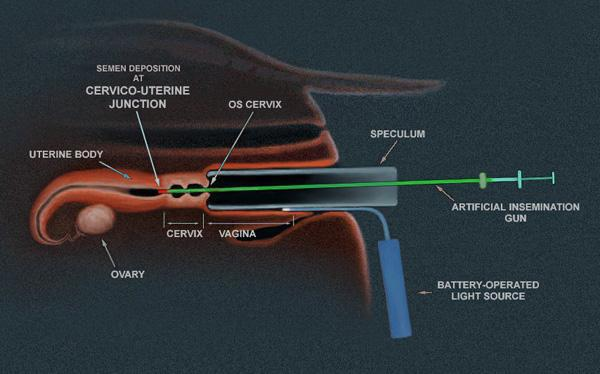 SEMEN DEPOSITION
AT
CERVICO-UTERINE
JUNCTION
OS CERVIX
SPECULUM
UTERINE BODY
ARTIFICIAL INSEMINATION
GUN
CERVIX
VAGINA
OVARY
BATTERY-OPERATED
LIGHT SOURCE